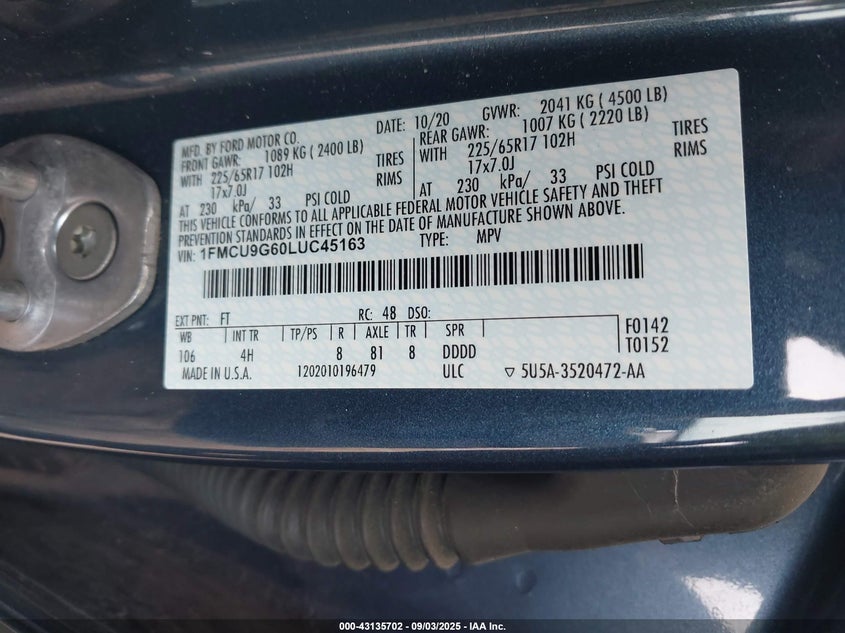 MFD. BY FORD MOTOR CO. DATE: 10/20 GVWR: 2041 KG ( 4500 LB)
FRONT GAWR: 1089 KG ( 2400 LB) REAR GAWR: 1007 KG ( 2220 LB)
WITH 225/65R17 102H TIRES WITH 225/65R17 102H TIRES
17x7.0J RIMS 17x7.0J RIMS
AT 230 kPa/ 33 PSI COLD AT 230 kPa/ 33 PSI COLD
THIS VEHICLE CONFORMS TO ALL APPLICABLE FEDERAL MOTOR VEHICLE SAFETY AND THEFT
PREVENTION STANDARDS IN EFFECT ON THE DATE OF MANUFACTURE SHOWN ABOVE.
VIN: 1FMCU9G60LUC45163 TYPE: MPV
EXT PNT: FT RC: 48 DSO:
WB INT TR TP/PS R AXLE TR SPR F0142
106 4H 8 81 8 DDDD T0152
MADE IN U.S.A. 1202010196479 ULC ▽ 5U5A-3520472-AA
000-43135702 - 09/03/2025 - IAA Inc.